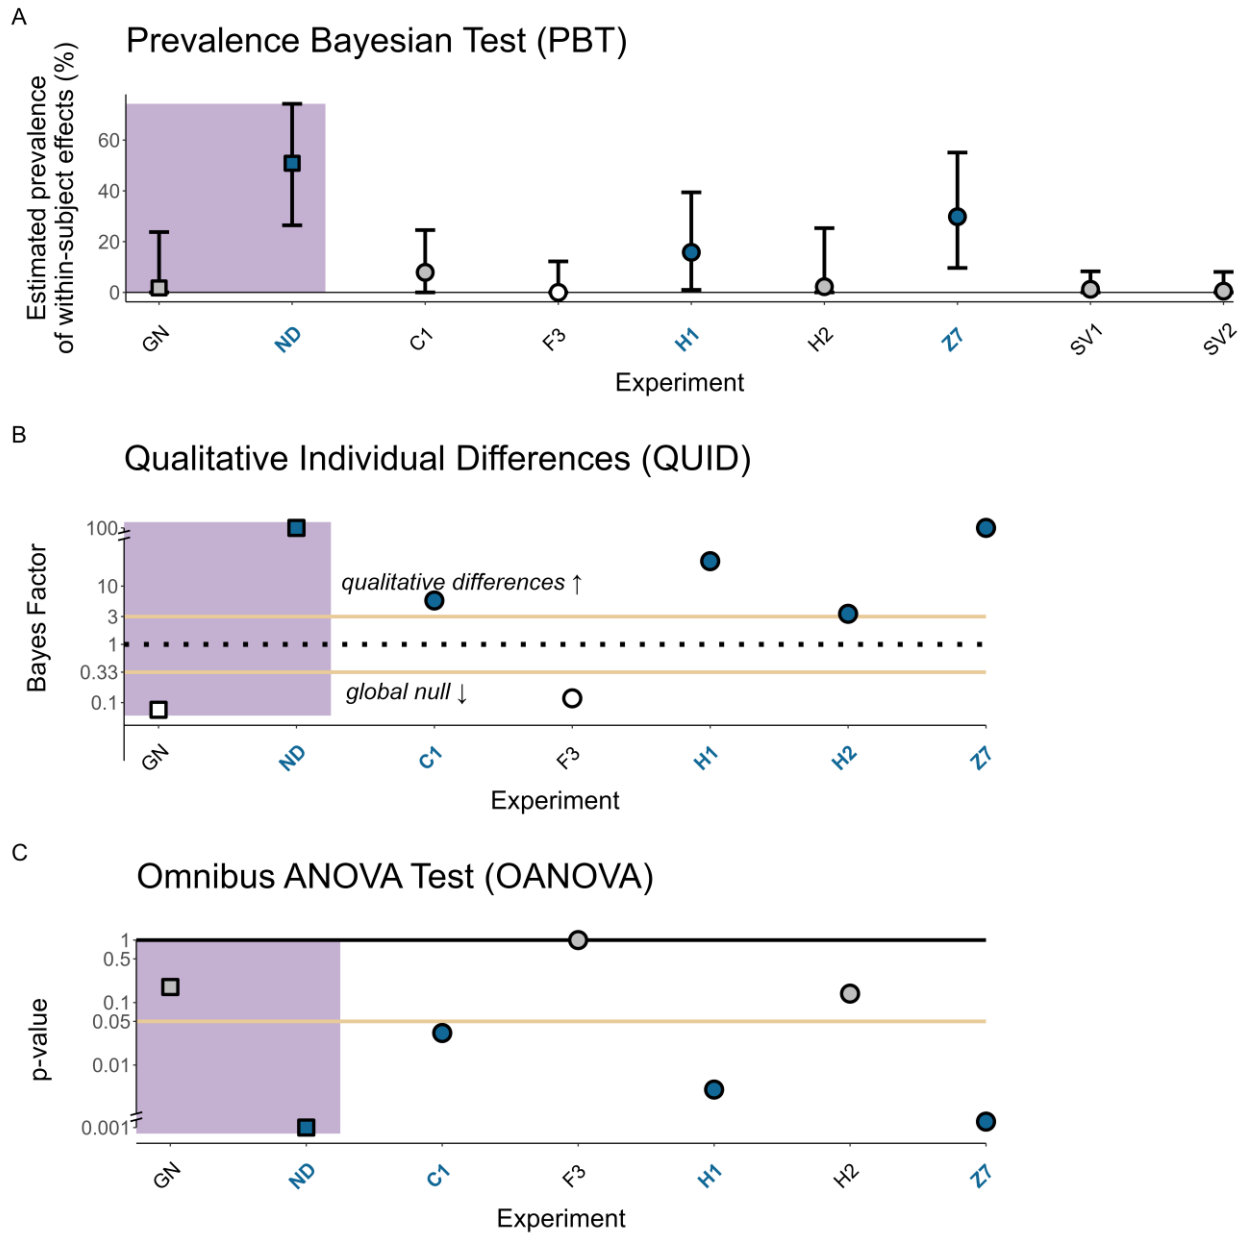 A
Prevalence Bayesian Test (PBT)
Estimated prevalence
of within-subject effects (%)
60
40
20
0
GN
ND
C1
F3
H1
H2
Z7
SV1
SV2
Experiment
B
Qualitative Individual Differences (QUID)
Bayes Factor
100
10
3
1
0.33
0.1
qualitative differences ↑
global null ↓
GN
ND
C1
F3
H1
H2
Z7
Experiment
C
Omnibus ANOVA Test (OANOVA)
p-value
1
0.5
0.1
0.05
0.01
0.001
GN
ND
C1
F3
H1
H2
Z7
Experiment